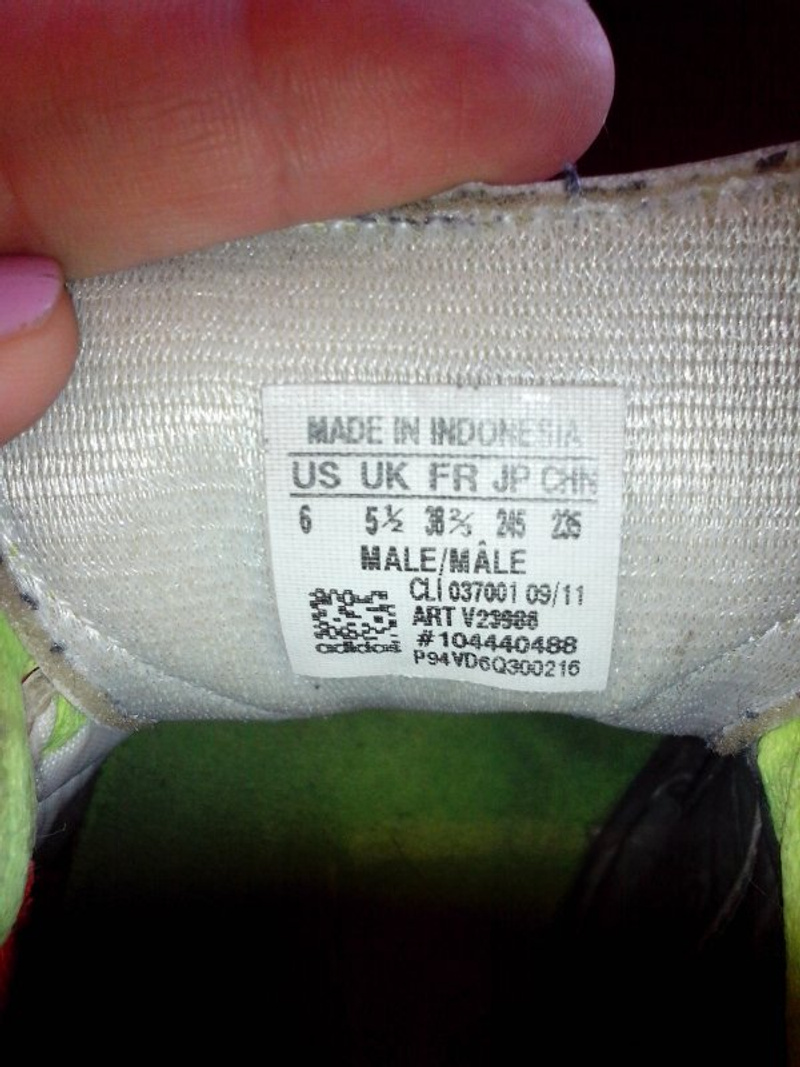 MADE IN INDONESIA
US UK FR JP CHN
6 5½ 38⅔ 245 235
MALE/MÂLE
CLI 037001 09/11
ART V23988
#104440488
adidas P94VD6Q300216